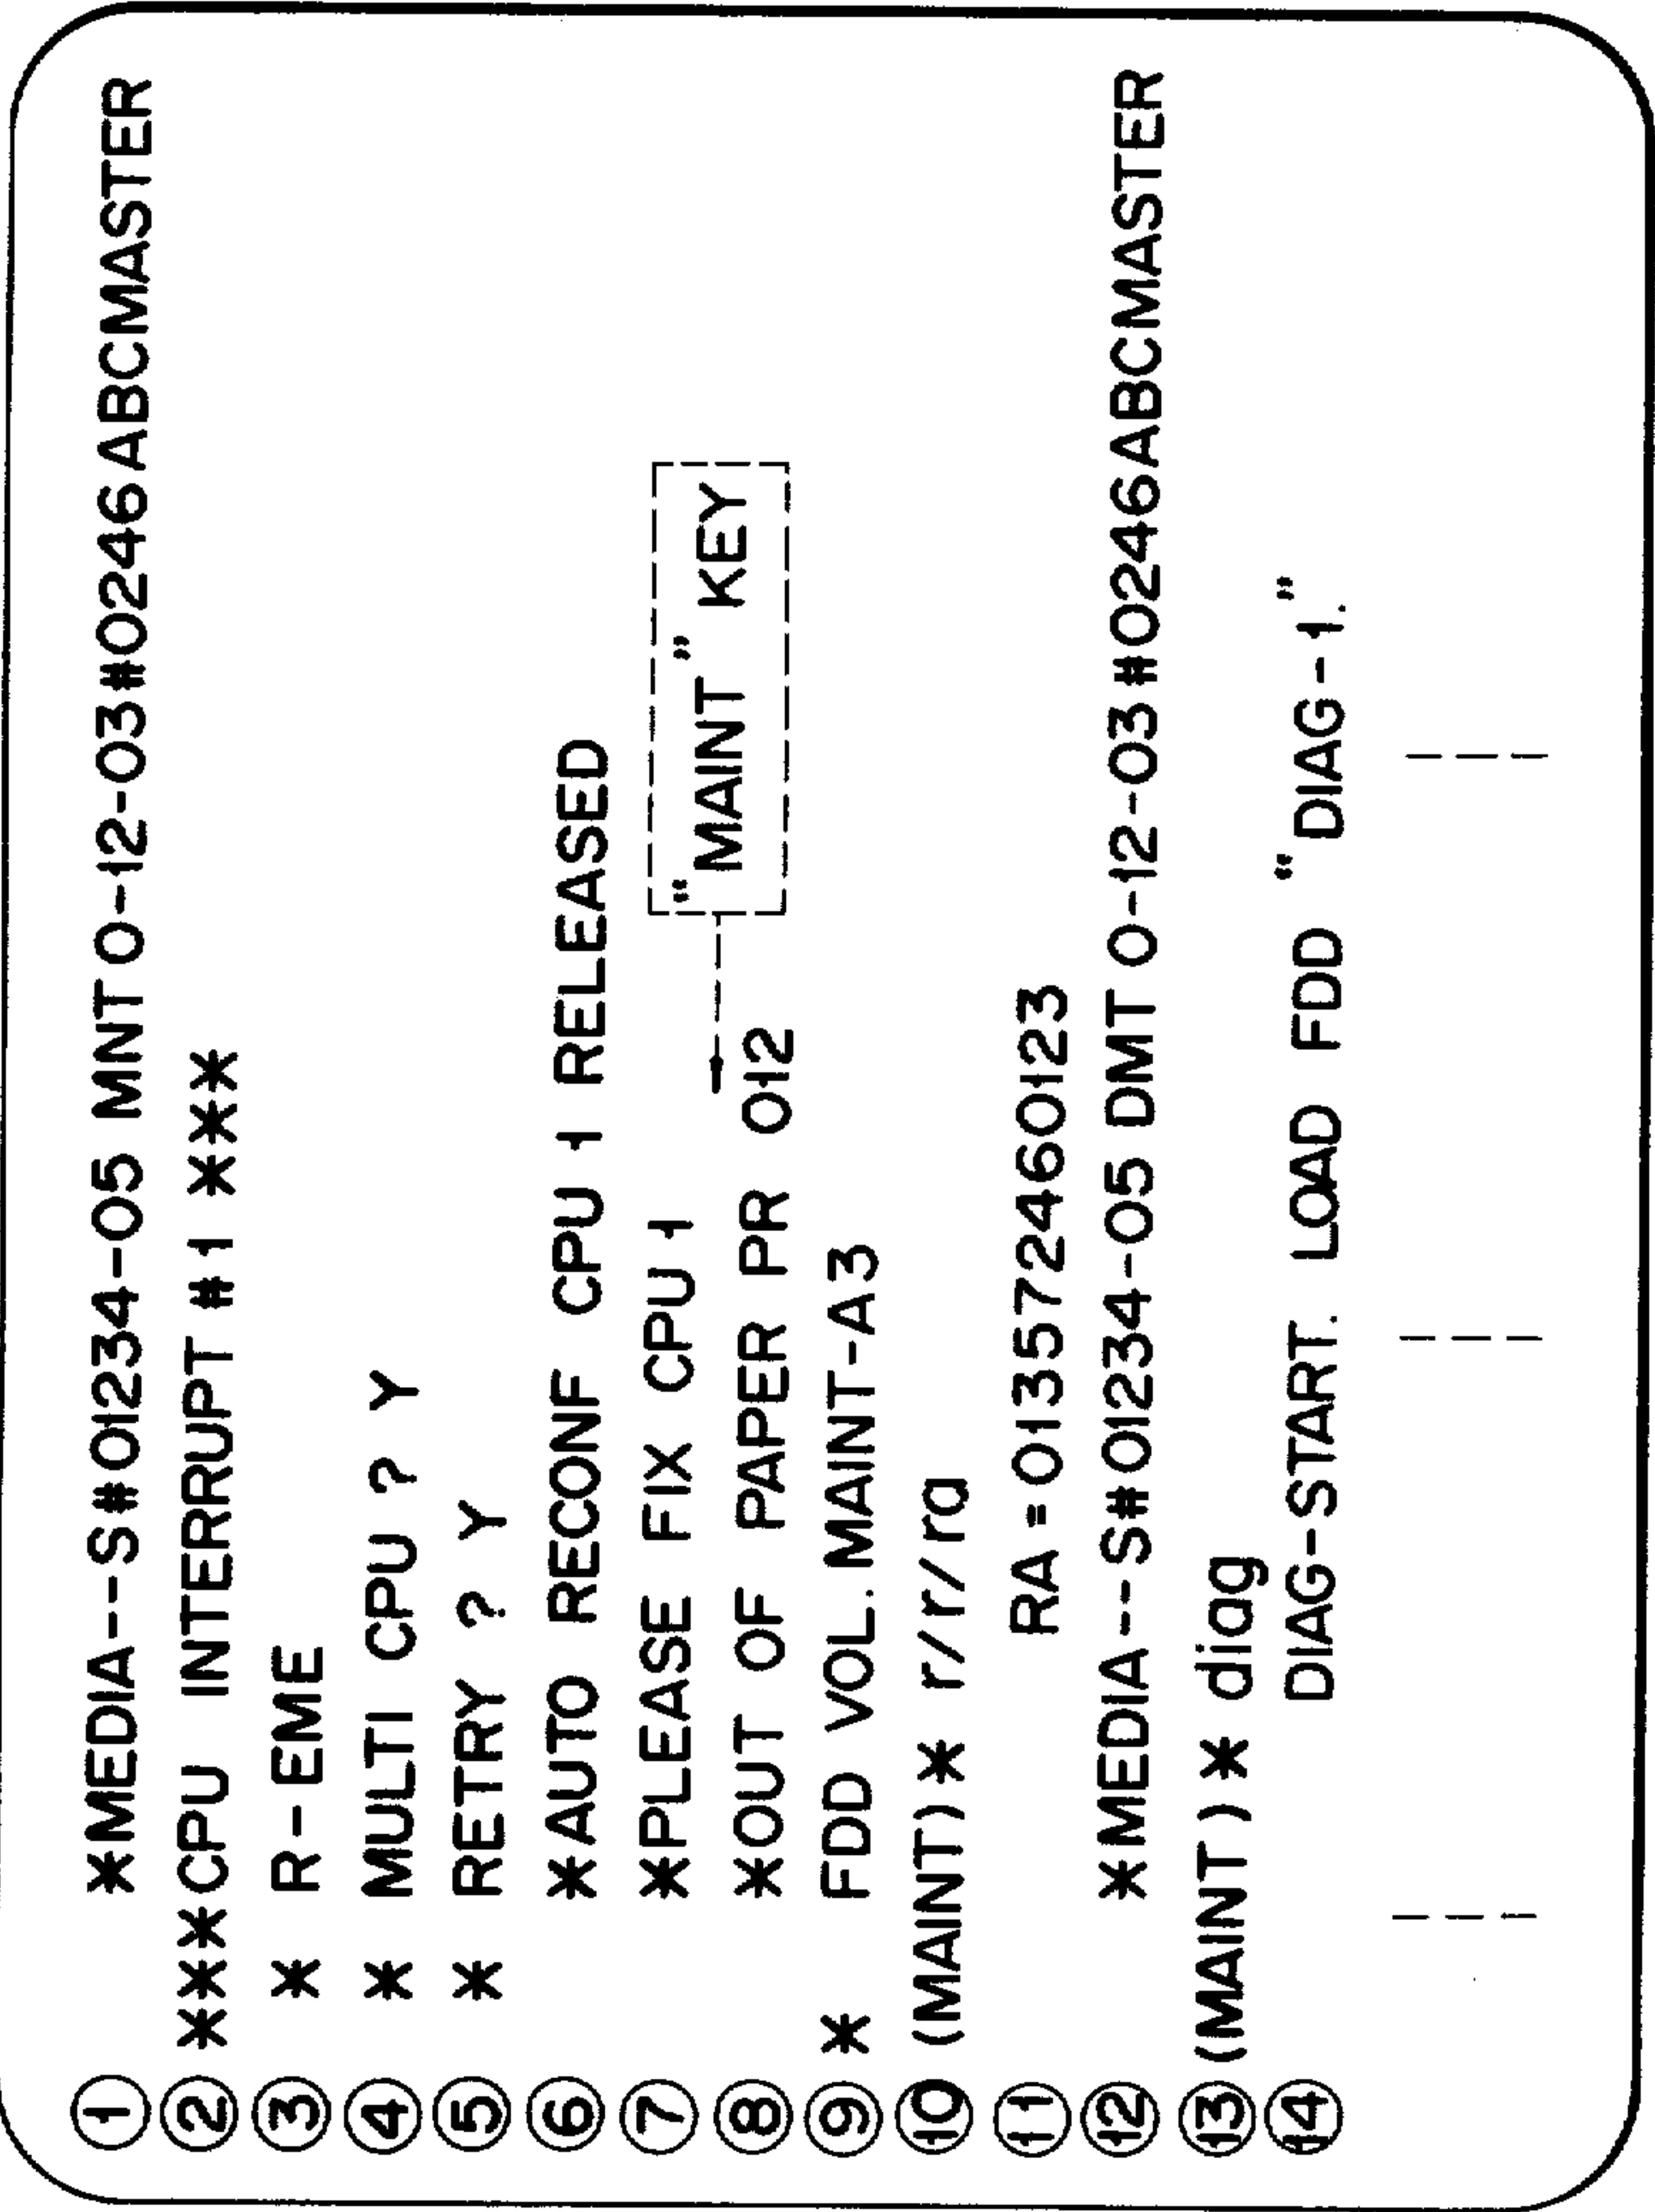 ① *MEDIA--S#01234-05 MNT 0-12-03#0246ABCMASTER
② ***CPU INTERRUPT #1 ***
③ * R-EME
④ * MULTI CPU ? Y
⑤ * RETRY ? Y
⑥ *AUTO RECONF CPU 1 RELEASED
⑦ *PLEASE FIX CPU 1
"MAINT" KEY
⑧ *OUT OF PAPER PR 012
⑨ * FDD VOL. MAINT-A3
⑩ (MAINT) * r/r/ra
⑪ RA=013572460123
⑫ *MEDIA--S#01234-05 DMT 0-12-03#0246ABCMASTER
⑬ (MAINT) * diag
⑭ DIAG-START. LOAD FDD "DIAG-1."